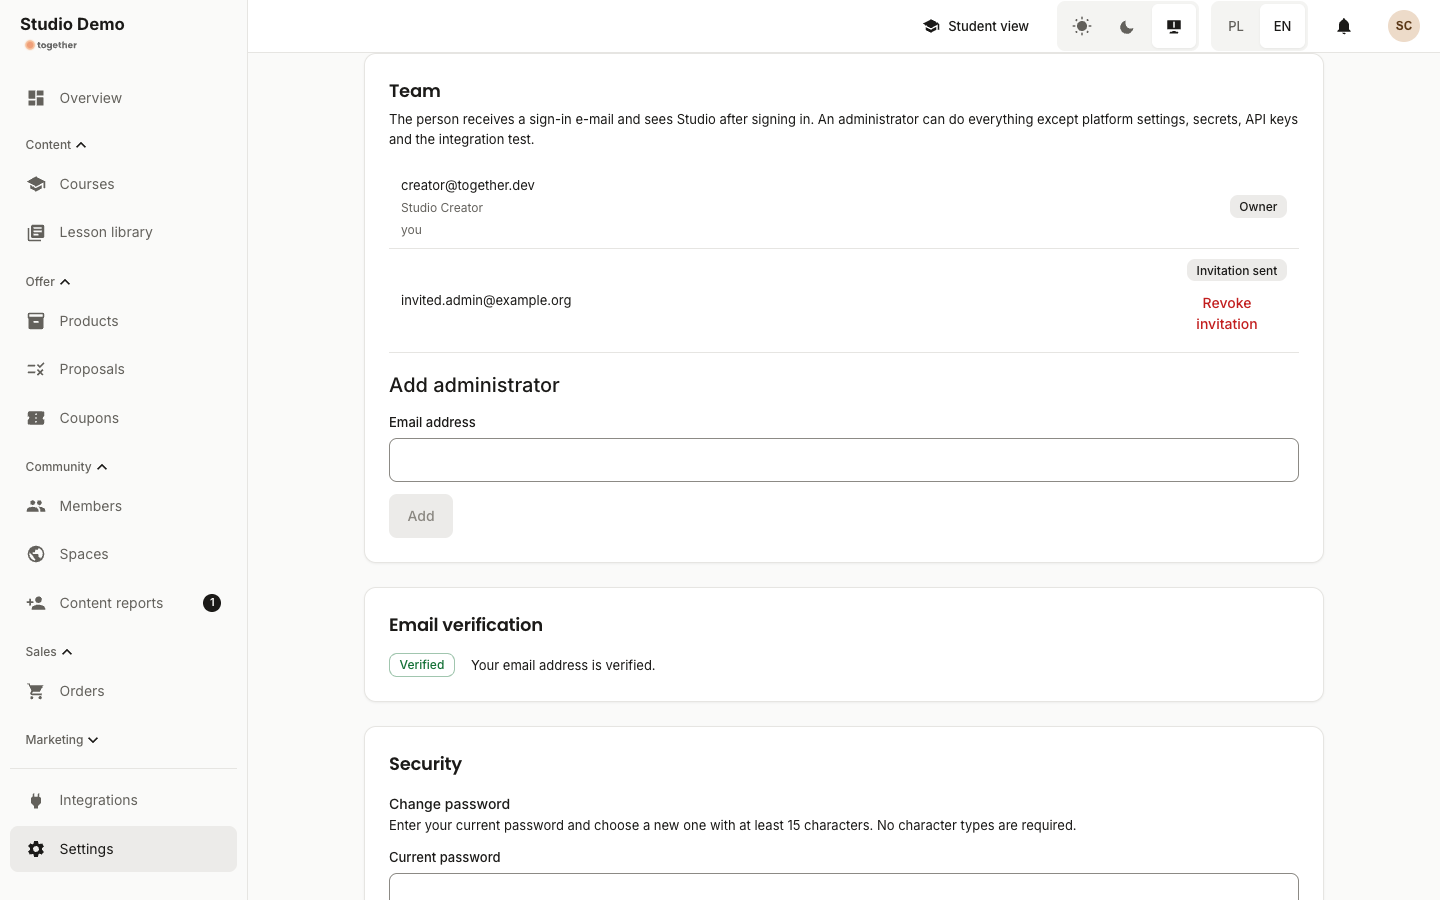 Studio Demo
together
Student view
PL
EN
SC
Overview
Content
Courses
Lesson library
Offer
Products
Proposals
Coupons
Community
Members
Spaces
Content reports
1
Sales
Orders
Marketing
Integrations
Settings
Team
The person receives a sign-in e-mail and sees Studio after signing in. An administrator can do everything except platform settings, secrets, API keys
and the integration test.
creator@together.dev
Studio Creator
you
Owner
invited.admin@example.org
Invitation sent
Revoke
invitation
Add administrator
Email address
Add
Email verification
Verified
Your email address is verified.
Security
Change password
Enter your current password and choose a new one with at least 15 characters. No character types are required.
Current password